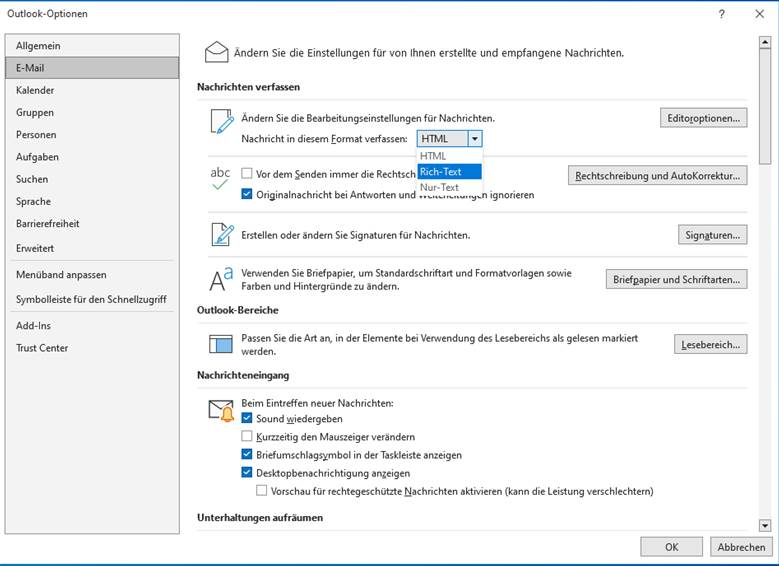 Outlook-Optionen
?
Allgemein
E-Mail
Kalender
Gruppen
Personen
Aufgaben
Suchen
Sprache
Barrierefreiheit
Erweitert
Menüband anpassen
Symbolleiste für den Schnellzugriff
Add-Ins
Trust Center
Ändern Sie die Einstellungen für von Ihnen erstellte und empfangene Nachrichten.
Nachrichten verfassen
Ändern Sie die Bearbeitungseinstellungen für Nachrichten.
Editoroptionen...
Nachricht in diesem Format verfassen: HTML
HTML
Rich-Text
Nur-Text
abc
Vor dem Senden immer die Rechtsch
Rechtschreibung und AutoKorrektur...
Originalnachricht bei Antworten und Weiterleitungen ignorieren
Erstellen oder ändern Sie Signaturen für Nachrichten.
Signaturen...
Aa
Verwenden Sie Briefpapier, um Standardschriftart und Formatvorlagen sowie
Farben und Hintergründe zu ändern.
Briefpapier und Schriftarten...
Outlook-Bereiche
Passen Sie die Art an, in der Elemente bei Verwendung des Lesebereichs als gelesen markiert
werden.
Lesebereich...
Nachrichteneingang
Beim Eintreffen neuer Nachrichten:
Sound wiedergeben
Kurzzeitig den Mauszeiger verändern
Briefumschlagsymbol in der Taskleiste anzeigen
Desktopbenachrichtigung anzeigen
Vorschau für rechtegeschützte Nachrichten aktivieren (kann die Leistung verschlechtern)
Unterhaltungen aufräumen
OK
Abbrechen